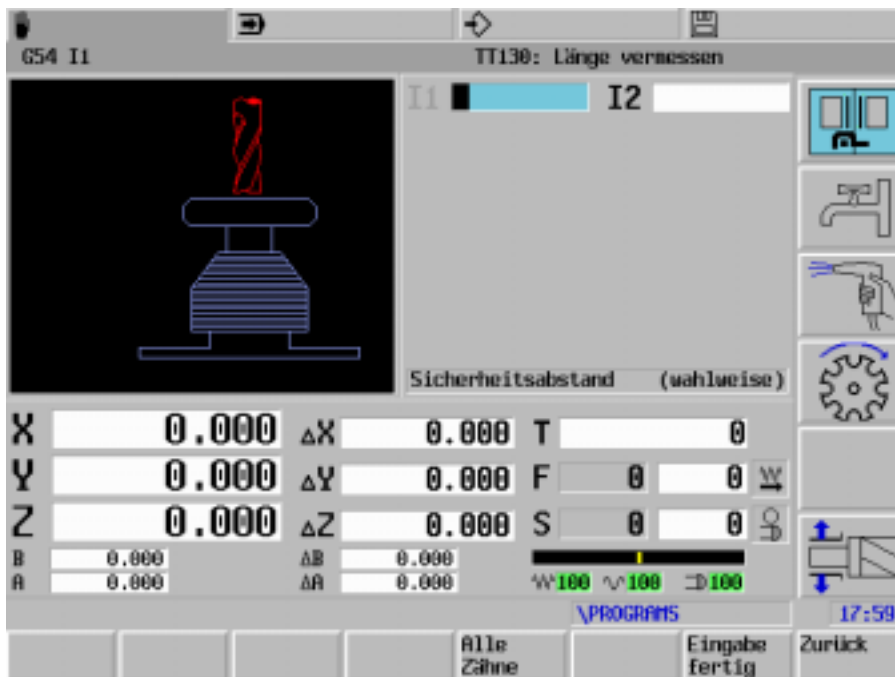 G54 I1 TT130: Länge vermessen
I1 I2
Sicherheitsabstand (wahlweise)
X 0.000 ΔX 0.000 T 0
Y 0.000 ΔY 0.000 F 0 0
Z 0.000 ΔZ 0.000 S 0 0
B 0.000 ΔB 0.000
A 0.000 ΔA 0.000 100 100 100
\PROGRAMS 17:59
Alle Zähne Eingabe fertig Zurück